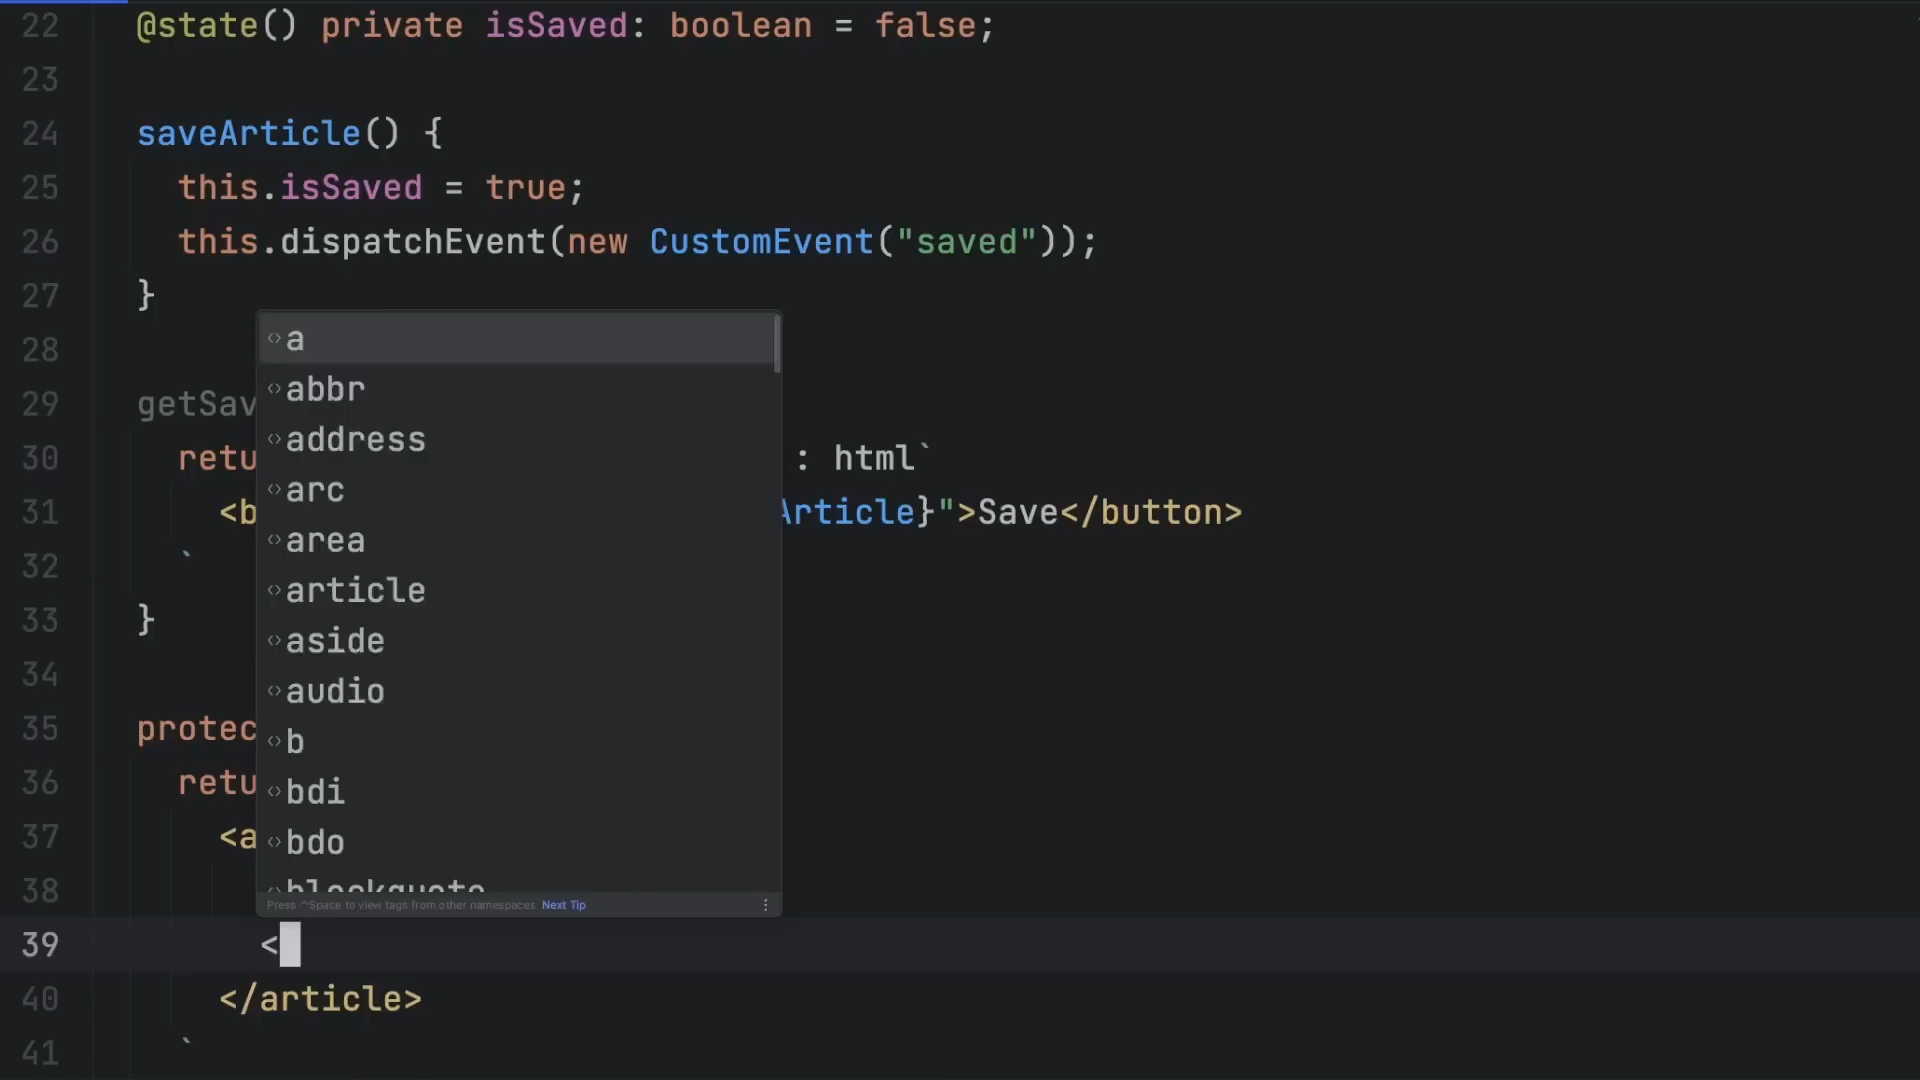 22 @state() private isSaved: boolean = false;
23
24 saveArticle() {
25 this.isSaved = true;
26 this.dispatchEvent(new CustomEvent("saved"));
27 }
28
29 getSav
30 retu : html`
31 <b Article}">Save</button>
32 `
33 }
34
35 protec
36 retu
37 <a
38
39 <
40 </article>
41 `
a
abbr
address
arc
area
article
aside
audio
b
bdi
bdo
blockquote
Press ^Space to view tags from other namespaces Next Tip